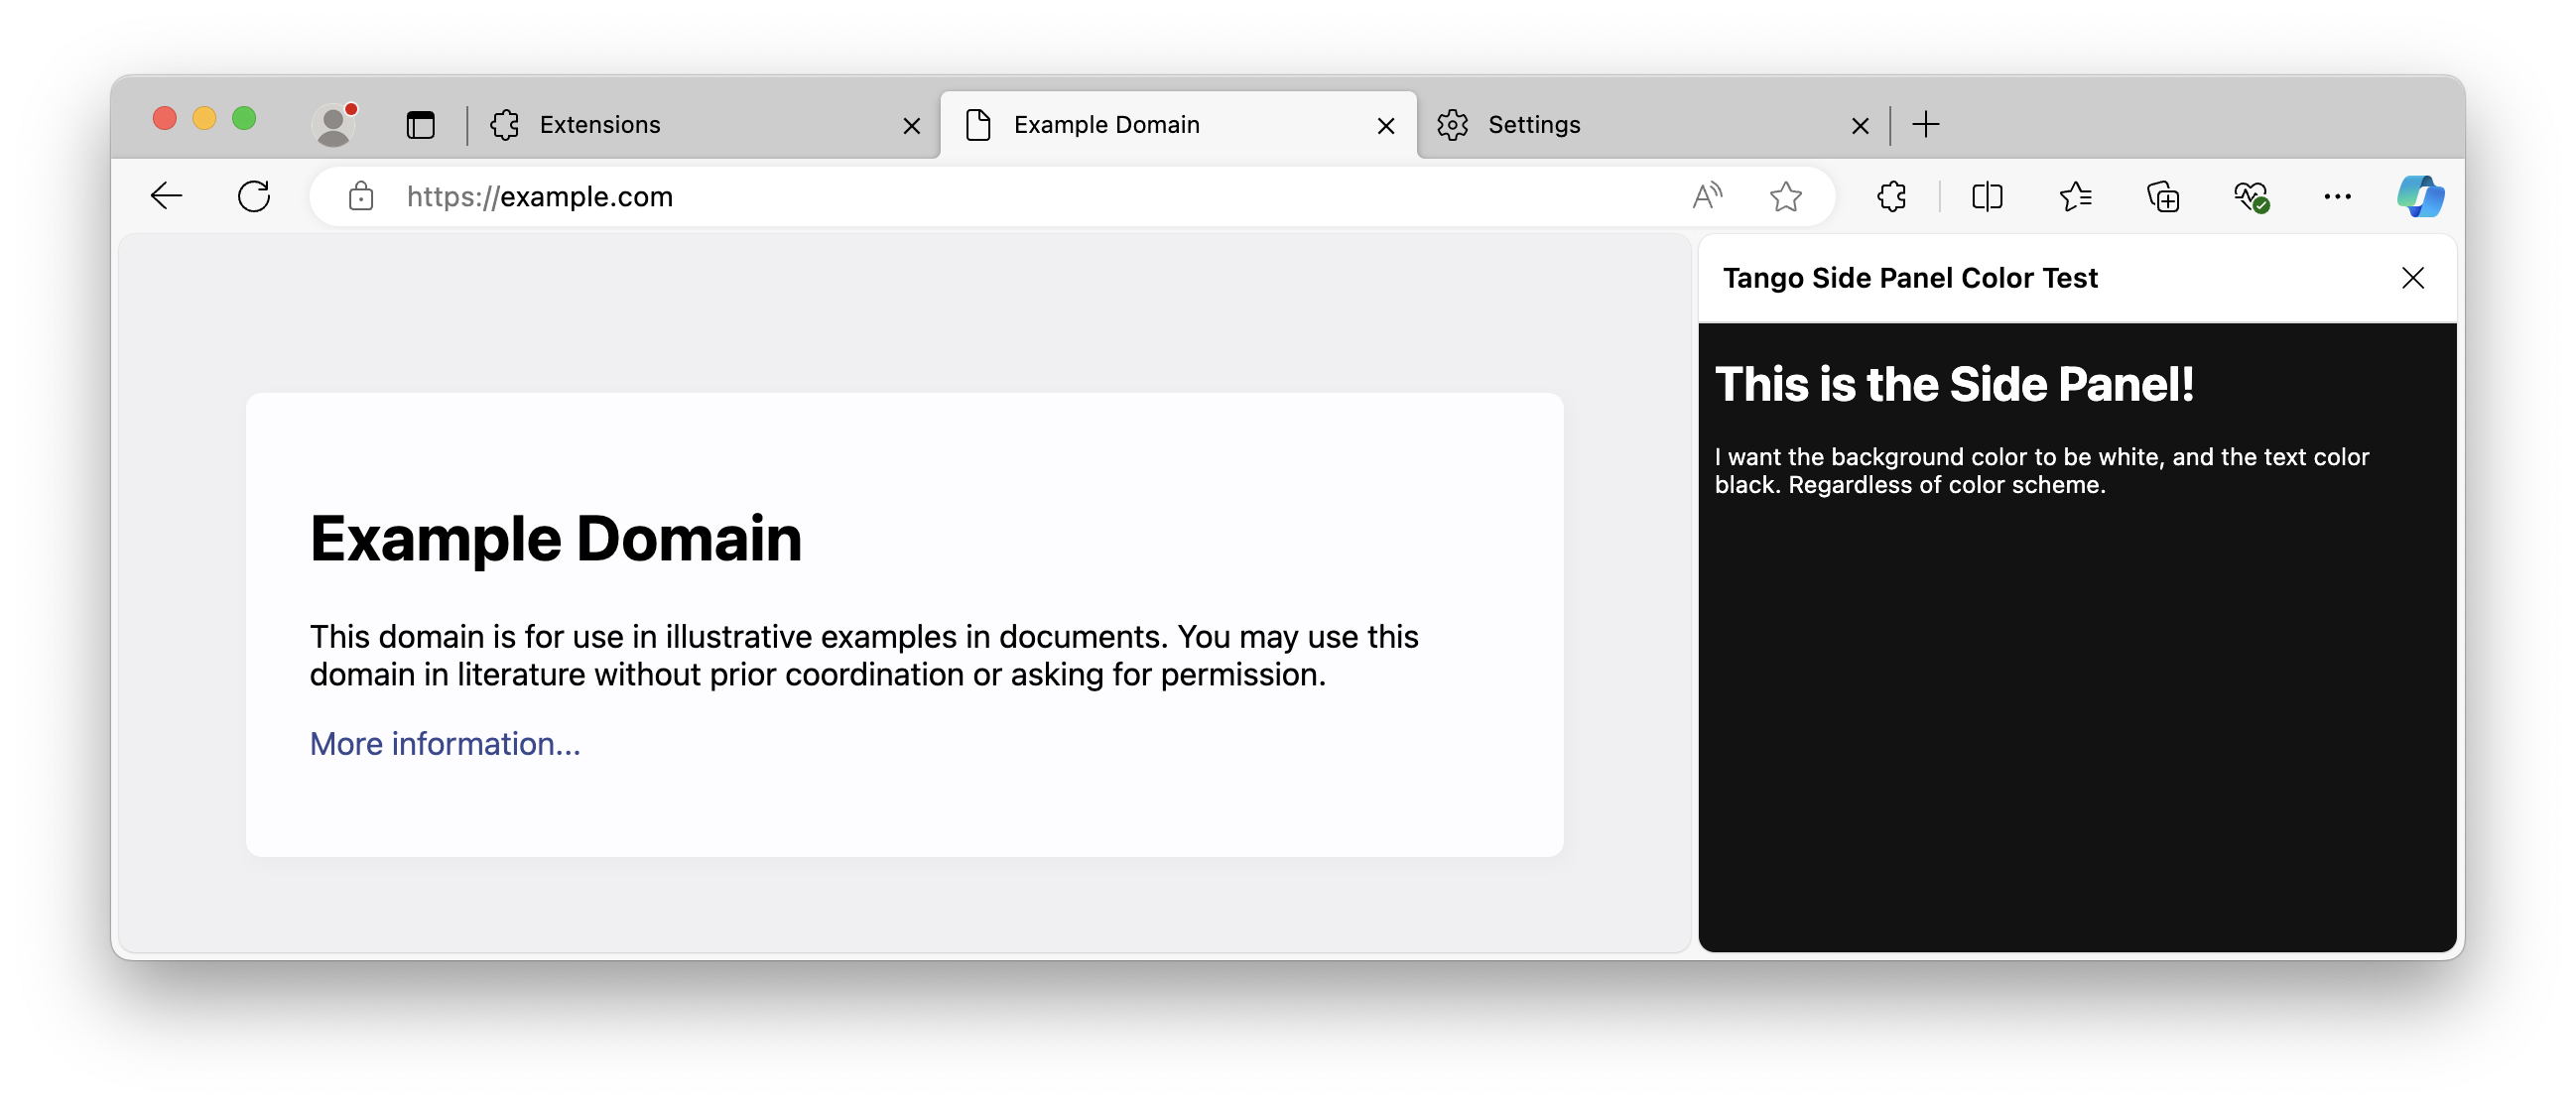 Extensions
Example Domain
Settings
https://example.com
Tango Side Panel Color Test
This is the Side Panel!
I want the background color to be white, and the text color
black. Regardless of color scheme.
Example Domain
This domain is for use in illustrative examples in documents. You may use this
domain in literature without prior coordination or asking for permission.
More information...